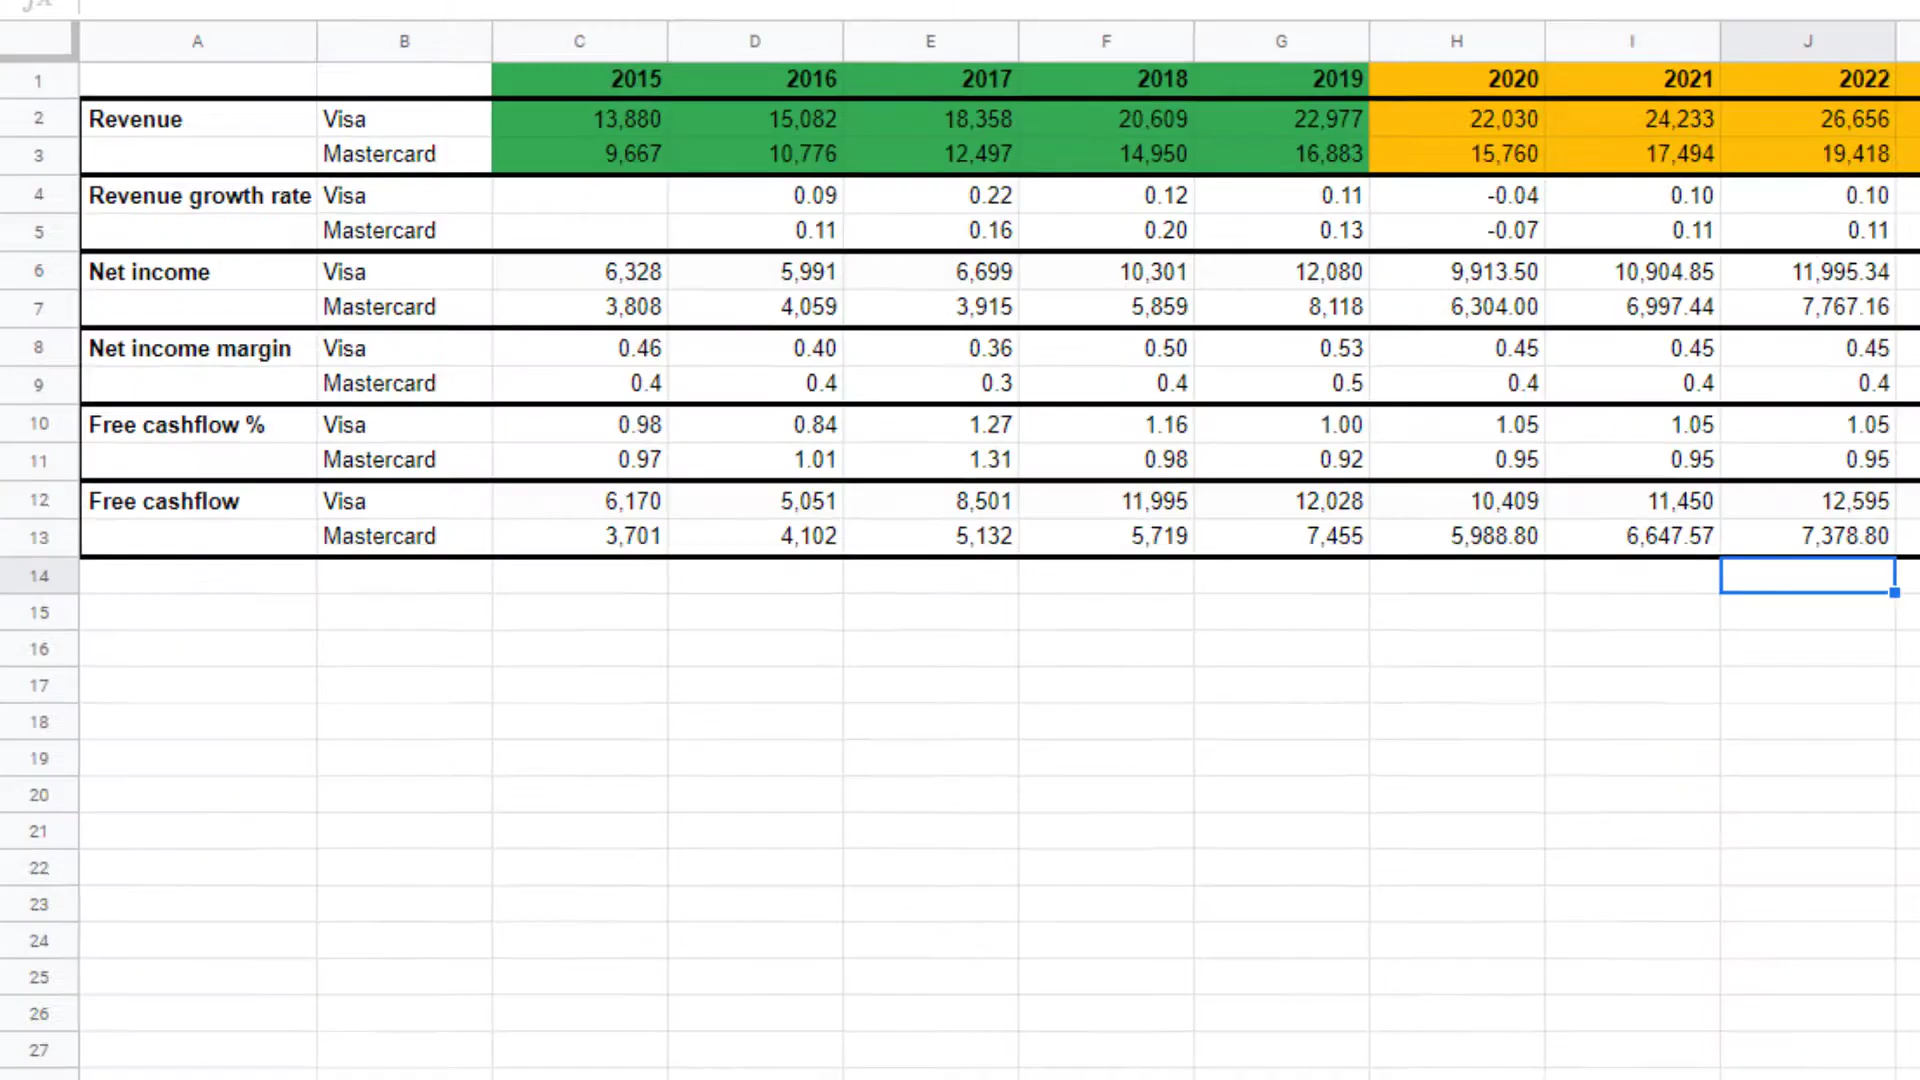 A B C D E F G H I J
1 2015 2016 2017 2018 2019 2020 2021 2022
2 Revenue Visa 13,880 15,082 18,358 20,609 22,977 22,030 24,233 26,656
3 Mastercard 9,667 10,776 12,497 14,950 16,883 15,760 17,494 19,418
4 Revenue growth rate Visa 0.09 0.22 0.12 0.11 -0.04 0.10 0.10
5 Mastercard 0.11 0.16 0.20 0.13 -0.07 0.11 0.11
6 Net income Visa 6,328 5,991 6,699 10,301 12,080 9,913.50 10,904.85 11,995.34
7 Mastercard 3,808 4,059 3,915 5,859 8,118 6,304.00 6,997.44 7,767.16
8 Net income margin Visa 0.46 0.40 0.36 0.50 0.53 0.45 0.45 0.45
9 Mastercard 0.4 0.4 0.3 0.4 0.5 0.4 0.4 0.4
10 Free cashflow % Visa 0.98 0.84 1.27 1.16 1.00 1.05 1.05 1.05
11 Mastercard 0.97 1.01 1.31 0.98 0.92 0.95 0.95 0.95
12 Free cashflow Visa 6,170 5,051 8,501 11,995 12,028 10,409 11,450 12,595
13 Mastercard 3,701 4,102 5,132 5,719 7,455 5,988.80 6,647.57 7,378.80
14
15
16
17
18
19
20
21
22
23
24
25
26
27